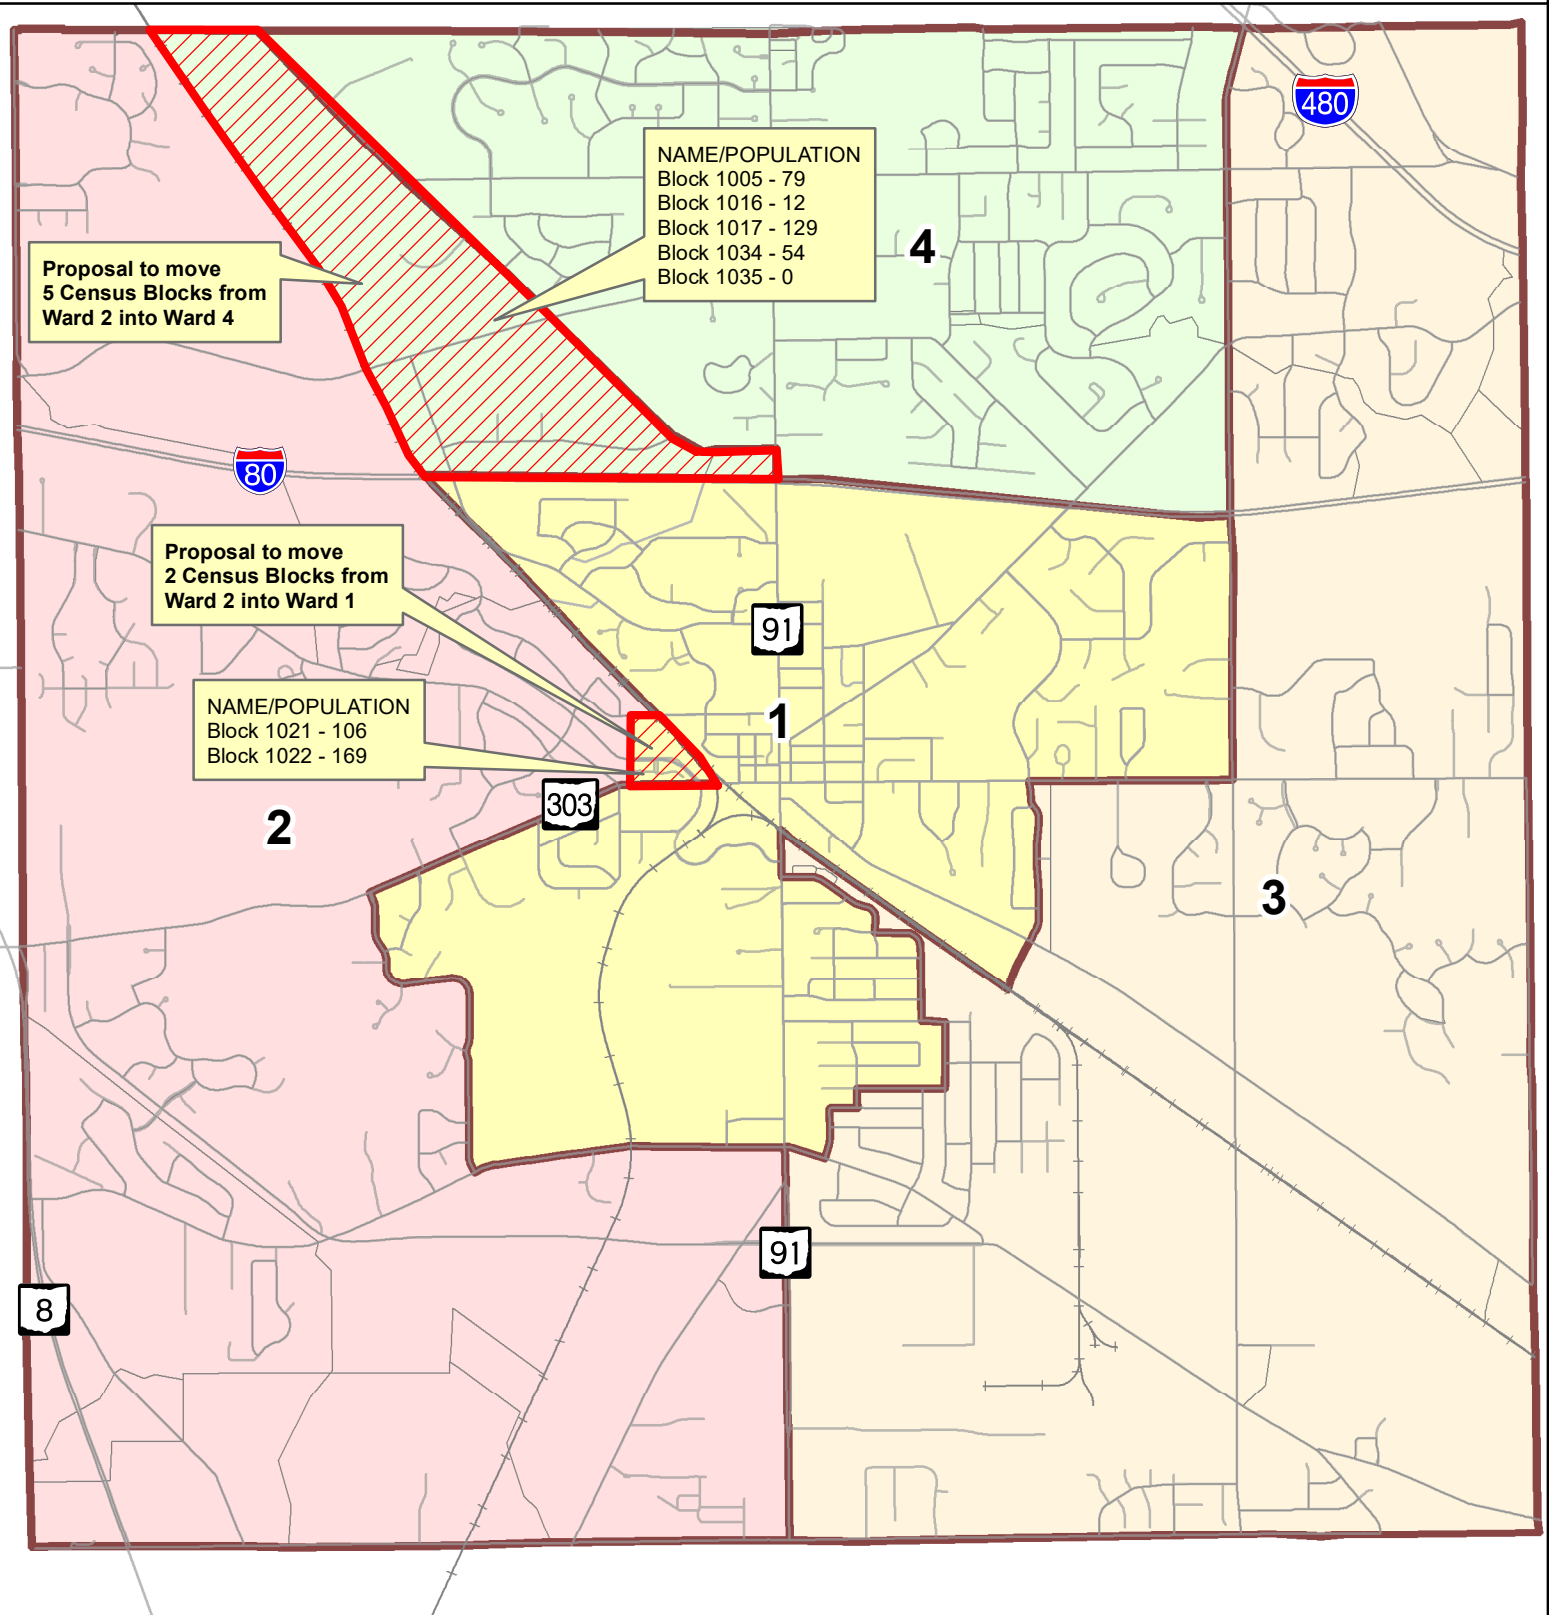 480
NAME/POPULATION
Block 1005 - 79
Block 1016 - 12
Block 1017 - 129
Block 1034 - 54
Block 1035 - 0
4
Proposal to move
5 Census Blocks from
Ward 2 into Ward 4
80
Proposal to move
2 Census Blocks from
Ward 2 into Ward 1
91
NAME/POPULATION
Block 1021 - 106
Block 1022 - 169
1
303
2
3
91
8